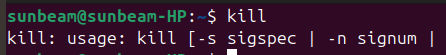 sunbeam@sunbeam-HP:~$ kill
kill: usage: kill [-s sigspec | -n signum |